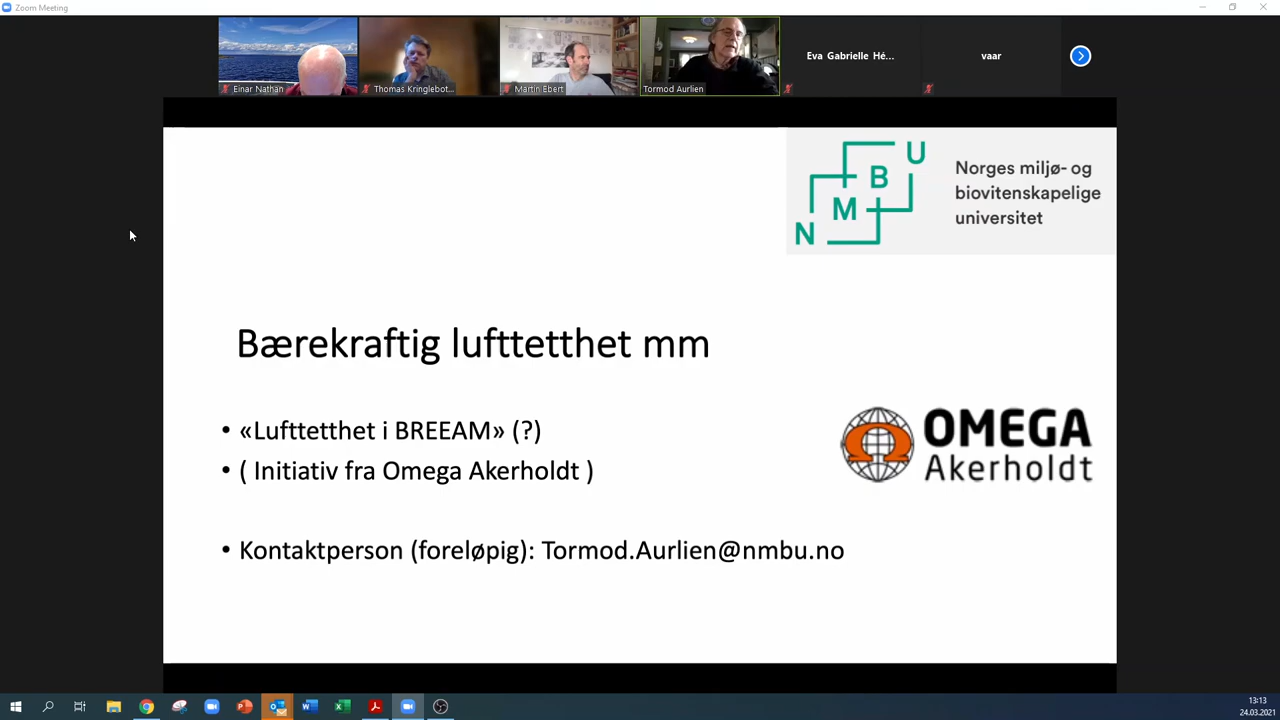 Zoom Meeting
Einar Nathan
Thomas Kringlebot...
Martin Ebert
Tormod Aurlien
Eva Gabrielle Hé...
vaar
N M B U
Norges miljø- og
biovitenskapelige
universitet
Bærekraftig lufttetthet mm
• «Lufttetthet i BREEAM» (?)
• ( Initiativ fra Omega Akerholdt )
OMEGA
Akerholdt
• Kontaktperson (foreløpig): Tormod.Aurlien@nmbu.no
13:13
24.03.2021